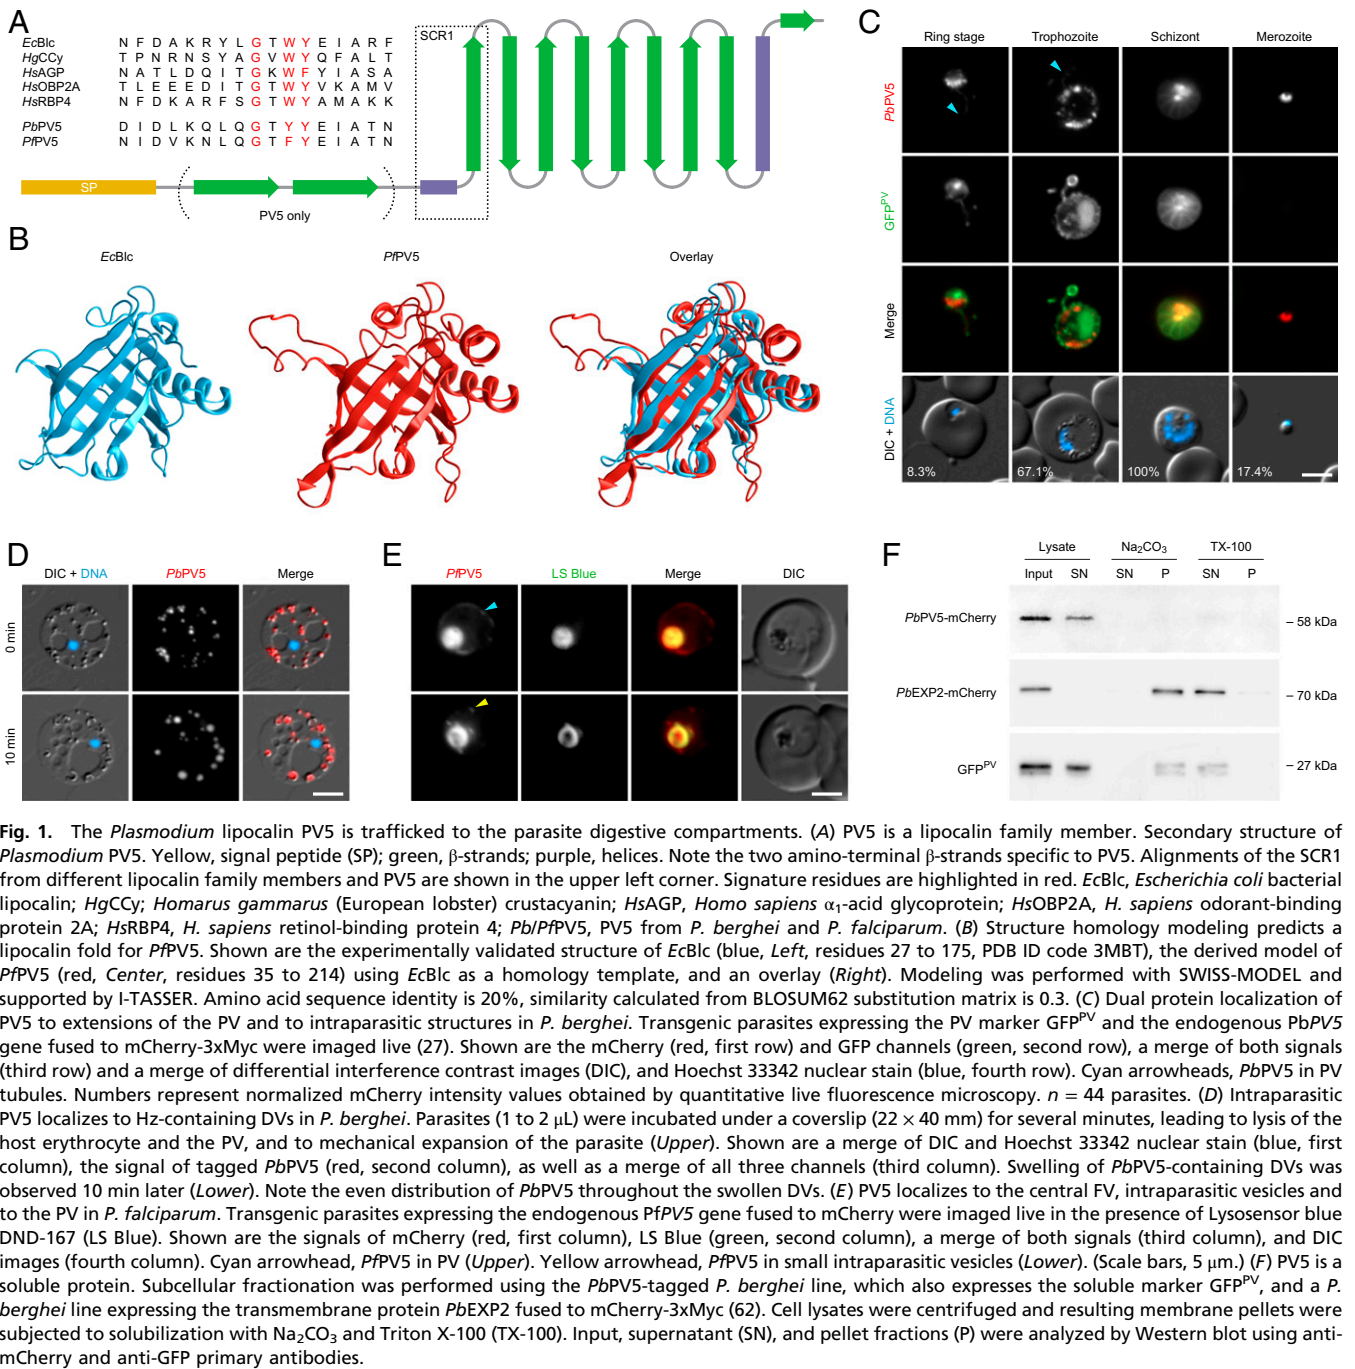 A
EcBlc N F D A K R Y L G T W Y E I A R F
HgCCy T P N R N S Y A G V W Y Q F A L T
HsAGP N A T L D Q I T G K W F Y I A S A
HsOBP2A T L E E E D I T G T W Y V K A M V
HsRBP4 N F D K A R F S G T W Y A M A K K
PbPV5 D I D L K Q L Q G T Y Y E I A T N
PfPV5 N I D V K N L Q G T F Y E I A T N
SCR1
SP
PV5 only
B
EcBlc PfPV5 Overlay
C
Ring stage Trophozoite Schizont Merozoite
PbPV5
GFPPV
Merge
DIC + DNA
8.3% 67.1% 100% 17.4%
D
DIC + DNA PbPV5 Merge
0 min
10 min
E
PfPV5 LS Blue Merge DIC
F
Lysate Na2CO3 TX-100
Input SN SN P SN P
PbPV5-mCherry – 58 kDa
PbEXP2-mCherry – 70 kDa
GFPPV – 27 kDa
Fig. 1. The Plasmodium lipocalin PV5 is trafficked to the parasite digestive compartments. (A) PV5 is a lipocalin family member. Secondary structure of
Plasmodium PV5. Yellow, signal peptide (SP); green, β-strands; purple, helices. Note the two amino-terminal β-strands specific to PV5. Alignments of the SCR1
from different lipocalin family members and PV5 are shown in the upper left corner. Signature residues are highlighted in red. EcBlc, Escherichia coli bacterial
lipocalin; HgCCy; Homarus gammarus (European lobster) crustacyanin; HsAGP, Homo sapiens α1-acid glycoprotein; HsOBP2A, H. sapiens odorant-binding
protein 2A; HsRBP4, H. sapiens retinol-binding protein 4; Pb/PfPV5, PV5 from P. berghei and P. falciparum. (B) Structure homology modeling predicts a
lipocalin fold for PfPV5. Shown are the experimentally validated structure of EcBlc (blue, Left, residues 27 to 175, PDB ID code 3MBT), the derived model of
PfPV5 (red, Center, residues 35 to 214) using EcBlc as a homology template, and an overlay (Right). Modeling was performed with SWISS-MODEL and
supported by I-TASSER. Amino acid sequence identity is 20%, similarity calculated from BLOSUM62 substitution matrix is 0.3. (C) Dual protein localization of
PV5 to extensions of the PV and to intraparasitic structures in P. berghei. Transgenic parasites expressing the PV marker GFPPV and the endogenous PbPV5
gene fused to mCherry-3xMyc were imaged live (27). Shown are the mCherry (red, first row) and GFP channels (green, second row), a merge of both signals
(third row) and a merge of differential interference contrast images (DIC), and Hoechst 33342 nuclear stain (blue, fourth row). Cyan arrowheads, PbPV5 in PV
tubules. Numbers represent normalized mCherry intensity values obtained by quantitative live fluorescence microscopy. n = 44 parasites. (D) Intraparasitic
PV5 localizes to Hz-containing DVs in P. berghei. Parasites (1 to 2 μL) were incubated under a coverslip (22 × 40 mm) for several minutes, leading to lysis of the
host erythrocyte and the PV, and to mechanical expansion of the parasite (Upper). Shown are a merge of DIC and Hoechst 33342 nuclear stain (blue, first
column), the signal of tagged PbPV5 (red, second column), as well as a merge of all three channels (third column). Swelling of PbPV5-containing DVs was
observed 10 min later (Lower). Note the even distribution of PbPV5 throughout the swollen DVs. (E) PV5 localizes to the central FV, intraparasitic vesicles and
to the PV in P. falciparum. Transgenic parasites expressing the endogenous PfPV5 gene fused to mCherry were imaged live in the presence of Lysosensor blue
DND-167 (LS Blue). Shown are the signals of mCherry (red, first column), LS Blue (green, second column), a merge of both signals (third column), and DIC
images (fourth column). Cyan arrowhead, PfPV5 in PV (Upper). Yellow arrowhead, PfPV5 in small intraparasitic vesicles (Lower). (Scale bars, 5 μm.) (F) PV5 is a
soluble protein. Subcellular fractionation was performed using the PbPV5-tagged P. berghei line, which also expresses the soluble marker GFPPV, and a P.
berghei line expressing the transmembrane protein PbEXP2 fused to mCherry-3xMyc (62). Cell lysates were centrifuged and resulting membrane pellets were
subjected to solubilization with Na2CO3 and Triton X-100 (TX-100). Input, supernatant (SN), and pellet fractions (P) were analyzed by Western blot using anti-
mCherry and anti-GFP primary antibodies.